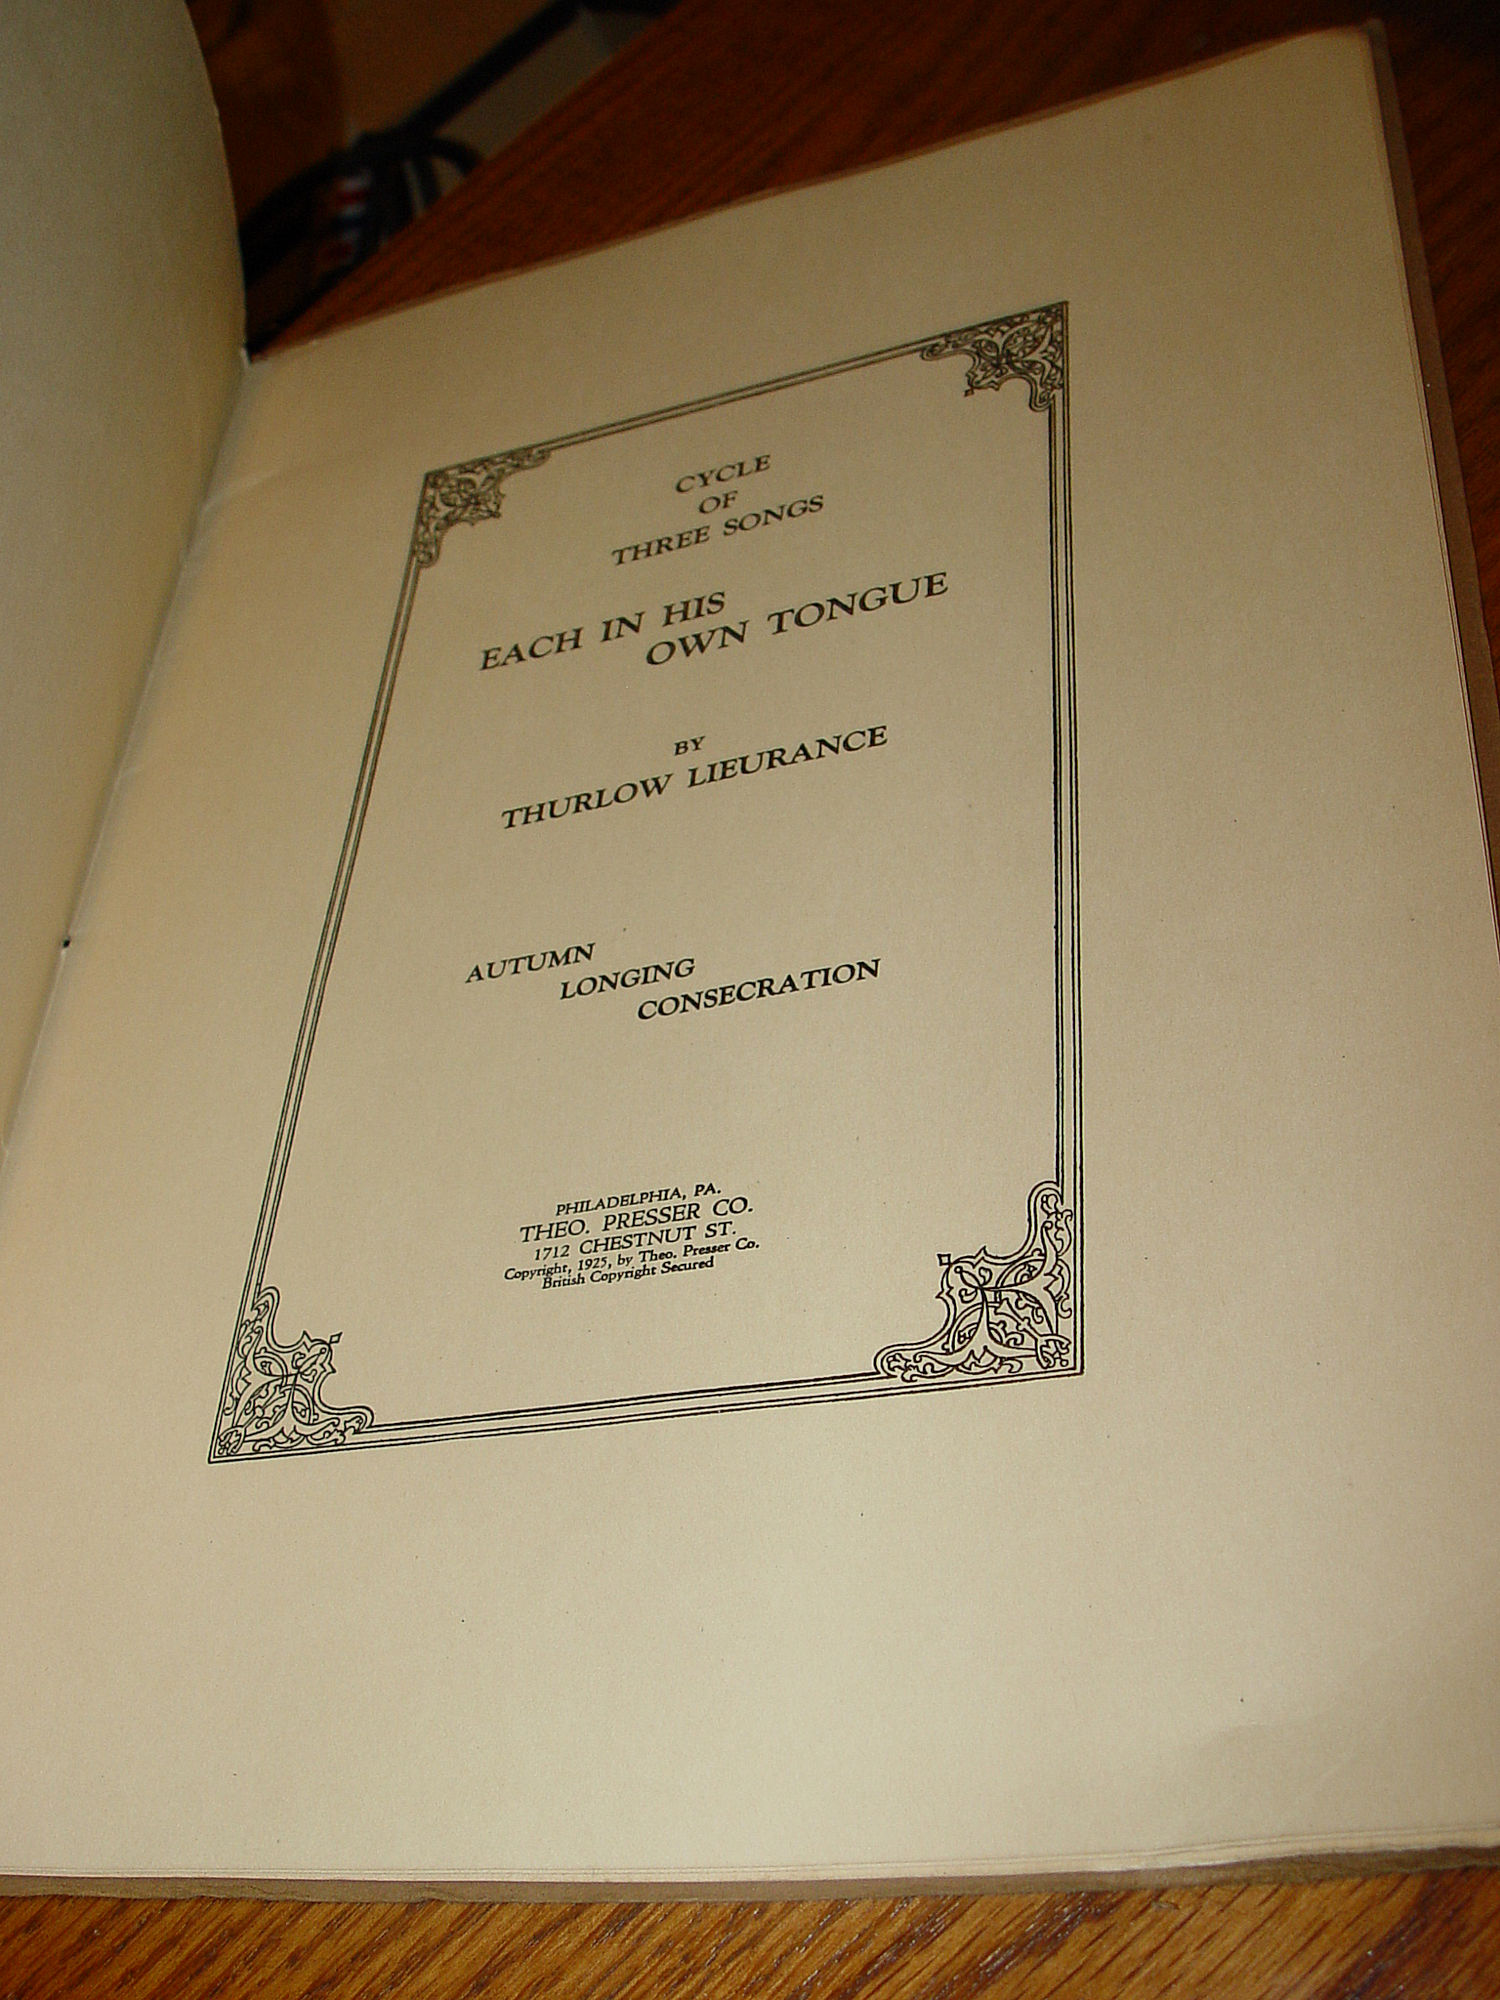 CYCLE
OF
THREE SONGS
EACH IN HIS
OWN TONGUE
BY
THURLOW LIEURANCE
AUTUMN
LONGING
CONSECRATION
PHILADELPHIA, PA.
THEO. PRESSER CO.
1712 CHESTNUT ST.
Copyright, 1925, by Theo. Presser Co.
British Copyright Secured